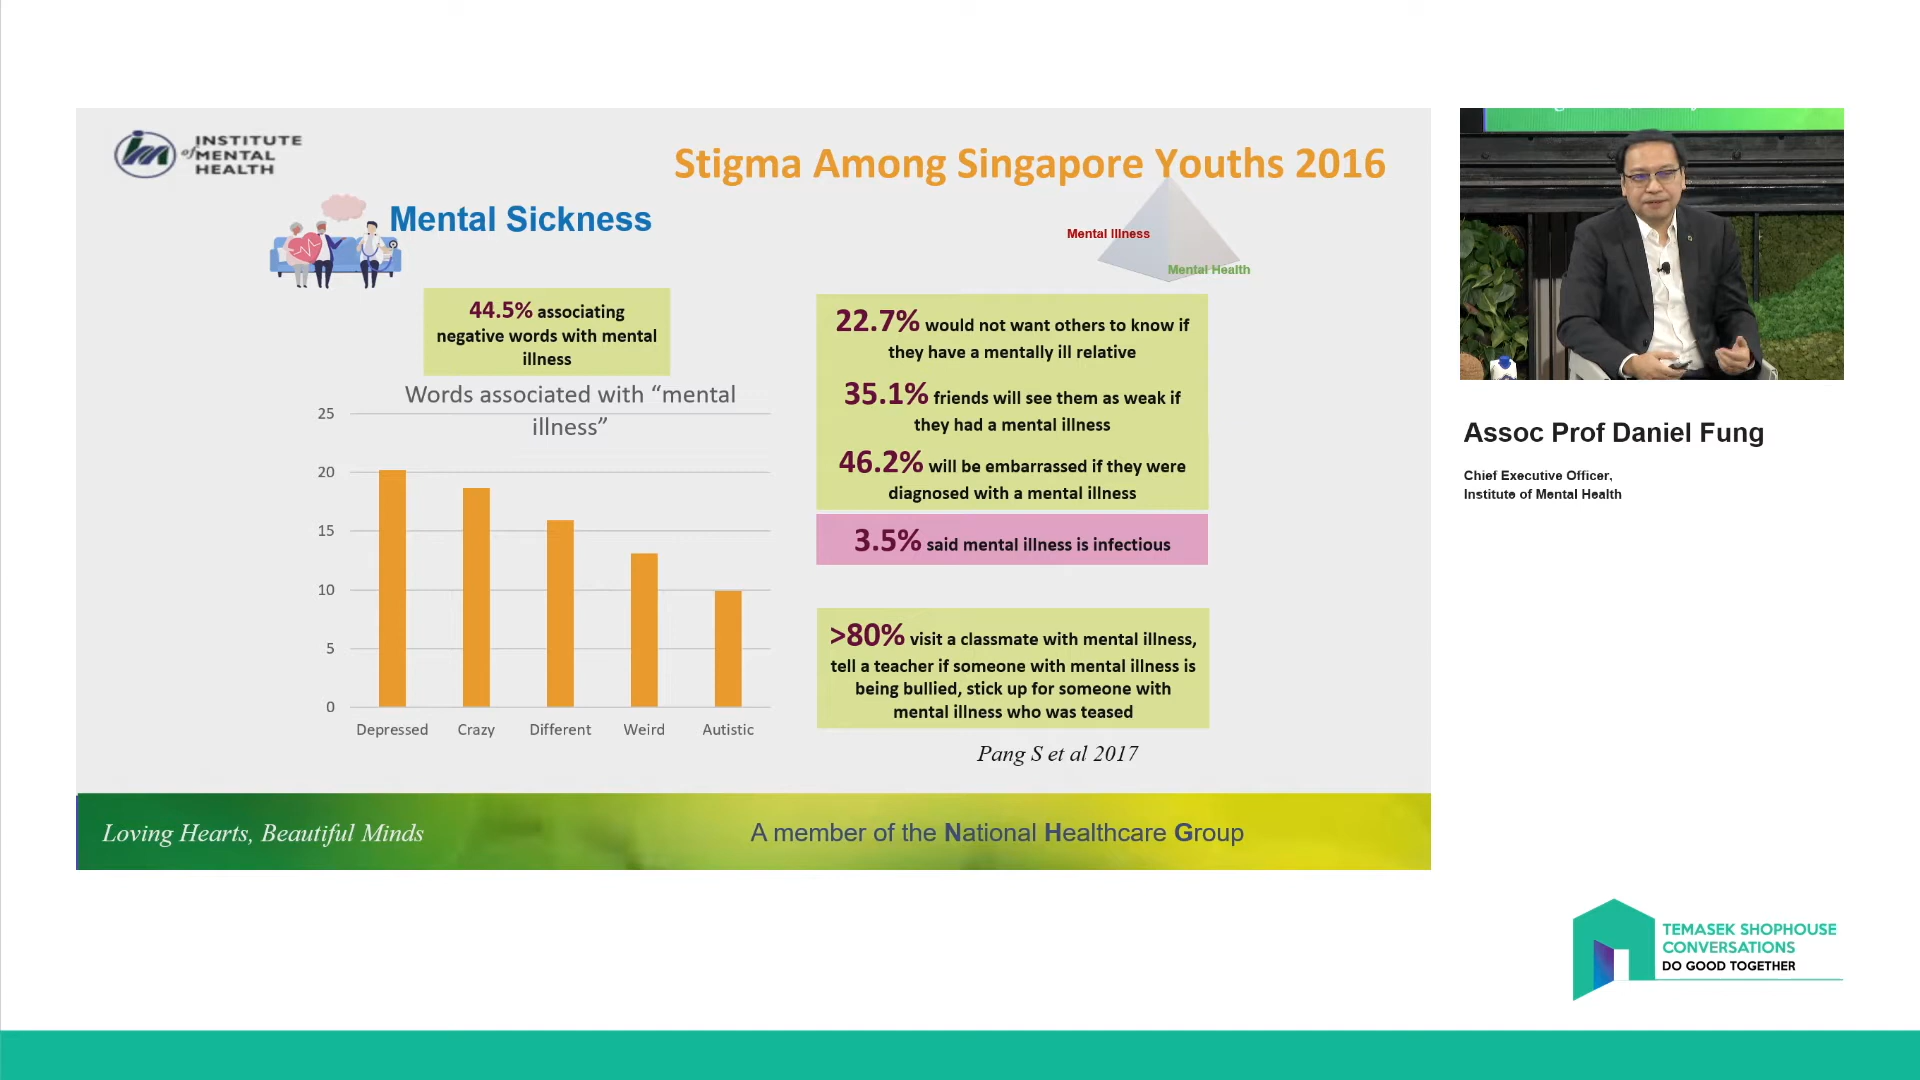 INSTITUTE
of MENTAL
HEALTH
Stigma Among Singapore Youths 2016
Mental Sickness
Mental Illness
Mental Health
44.5% associating
negative words with mental
illness
Words associated with “mental
illness”
25
20
15
10
5
0
Depressed Crazy Different Weird Autistic
22.7% would not want others to know if
they have a mentally ill relative
35.1% friends will see them as weak if
they had a mental illness
46.2% will be embarrassed if they were
diagnosed with a mental illness
3.5% said mental illness is infectious
>80% visit a classmate with mental illness,
tell a teacher if someone with mental illness is
being bullied, stick up for someone with
mental illness who was teased
Pang S et al 2017
Loving Hearts, Beautiful Minds
A member of the National Healthcare Group
Assoc Prof Daniel Fung
Chief Executive Officer,
Institute of Mental Health
TEMASEK SHOPHOUSE
CONVERSATIONS
DO GOOD TOGETHER